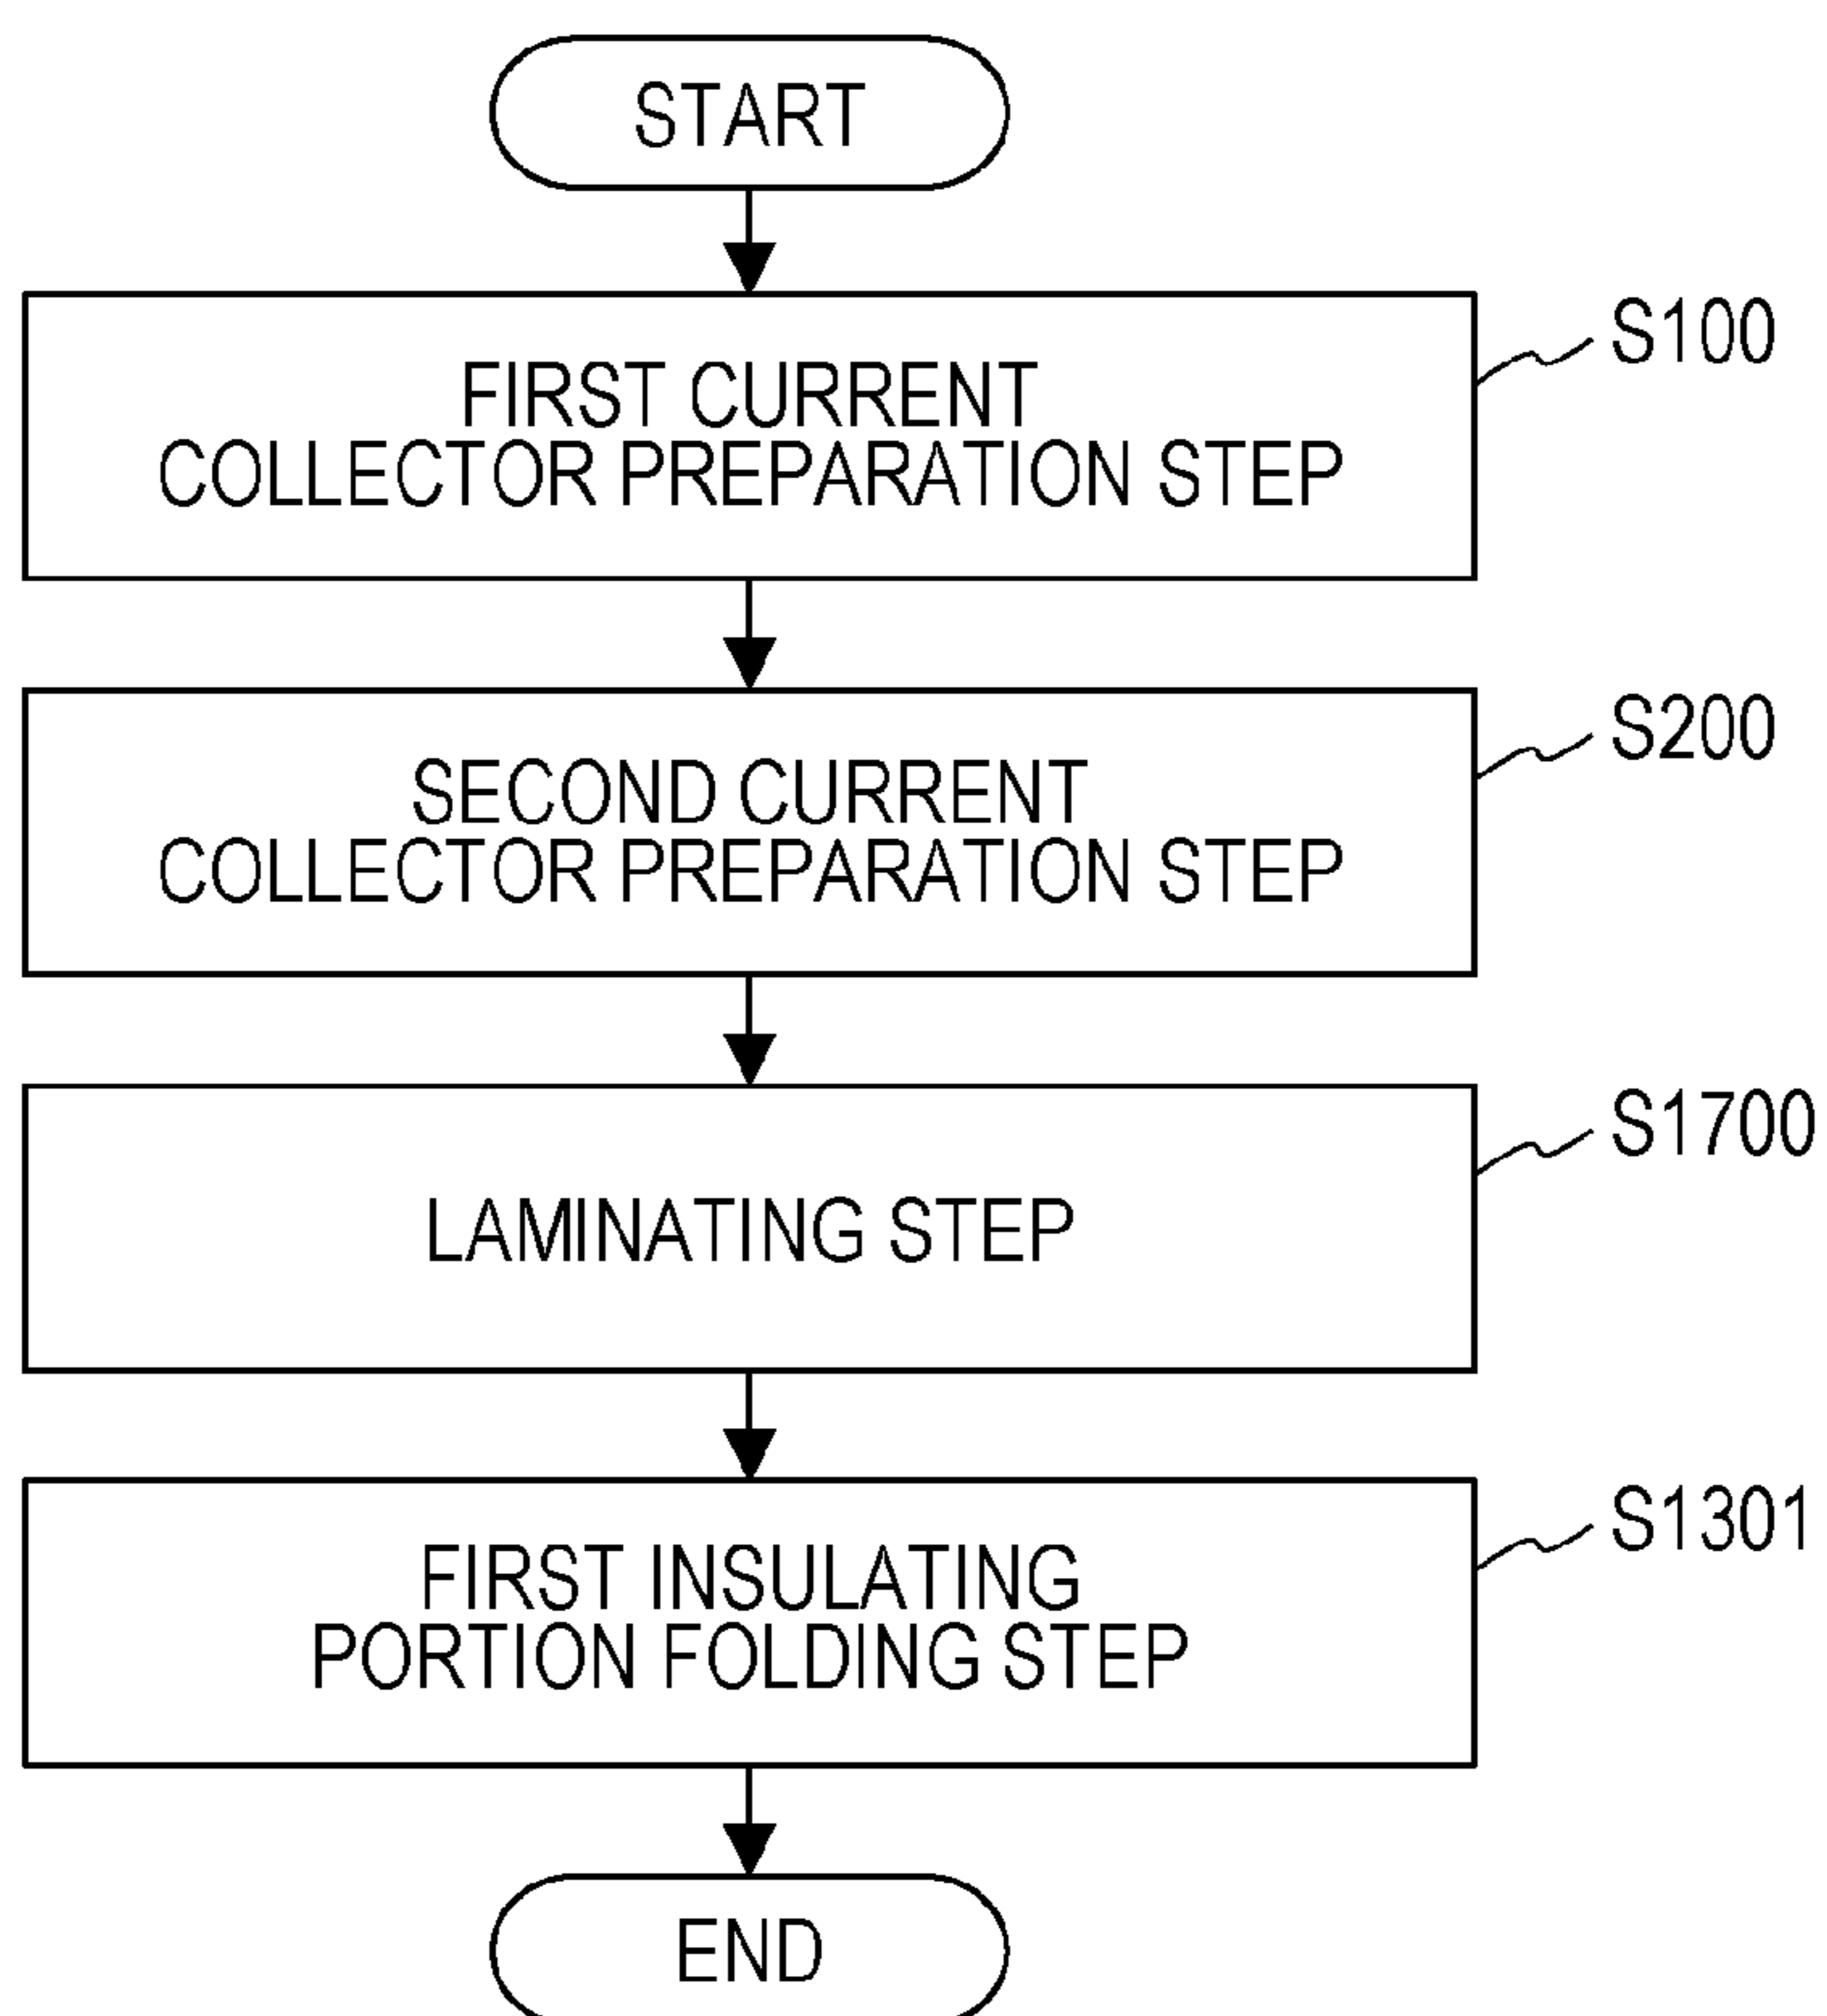 START
FIRST CURRENT
COLLECTOR PREPARATION STEP
S100
SECOND CURRENT
COLLECTOR PREPARATION STEP
S200
LAMINATING STEP
S1700
FIRST INSULATING
PORTION FOLDING STEP
S1301
END